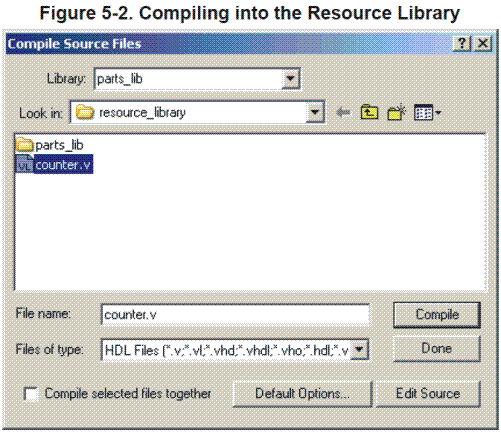 Figure 5-2. Compiling into the Resource Library
Compile Source Files
Library: parts_lib
Look in: resource_library
parts_lib
counter.v
File name: counter.v Compile
Files of type: HDL Files (*.v;*.vl;*.vhd;*.vhdl;*.vho;*.hdl;*.v Done
Compile selected files together Default Options... Edit Source